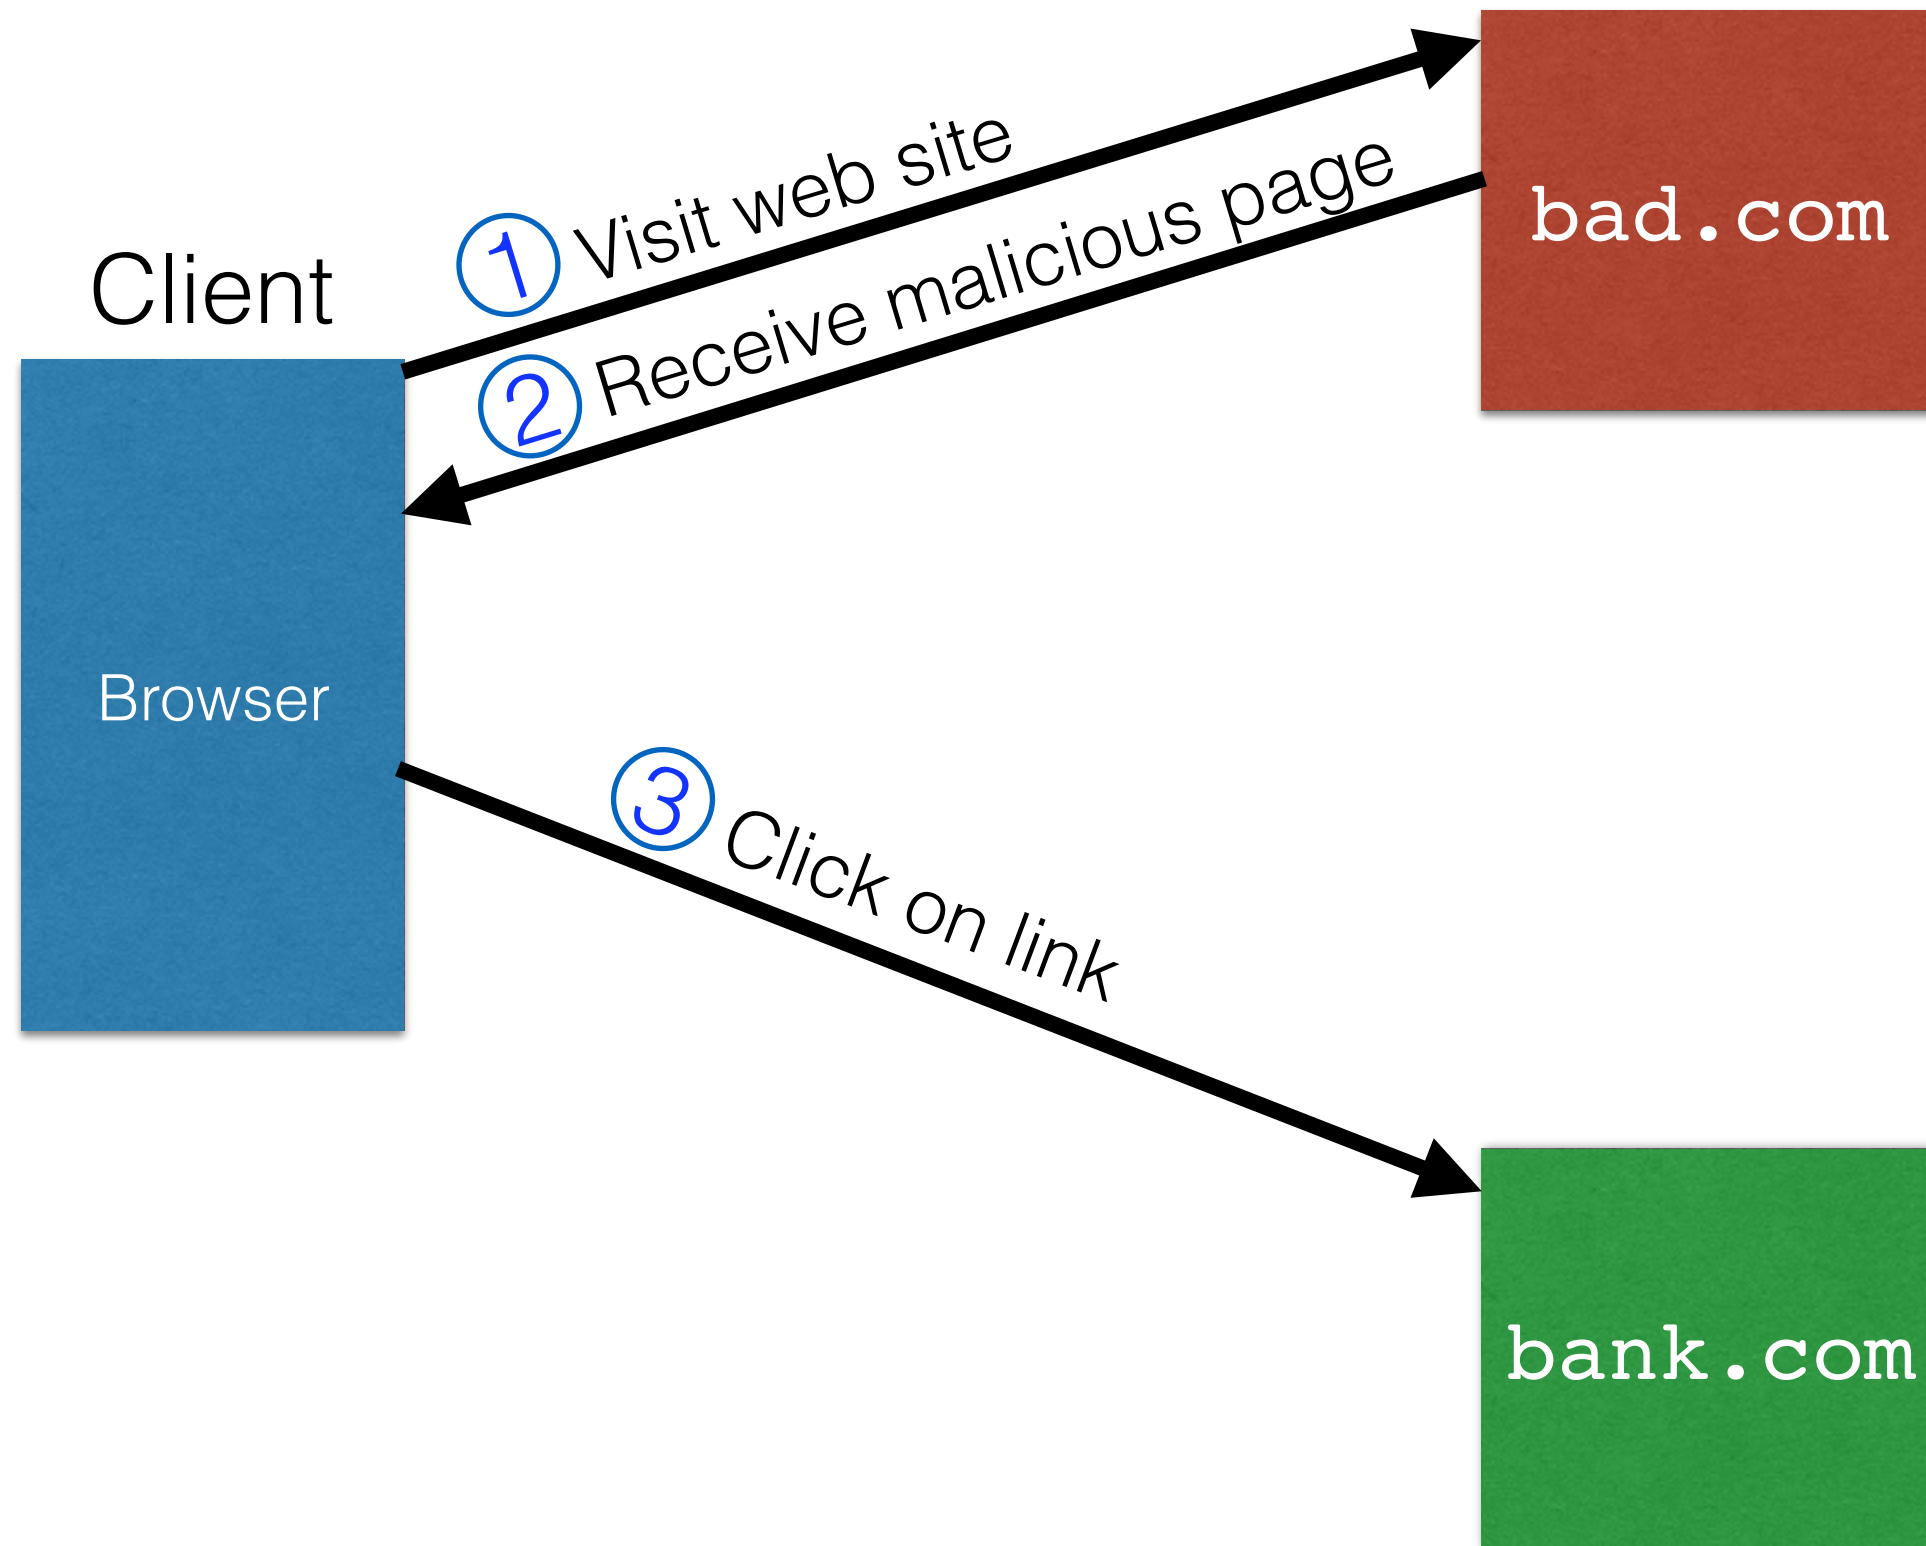 Client
Browser
1 Visit web site
2 Receive malicious page
3 Click on link
bad.com
bank.com